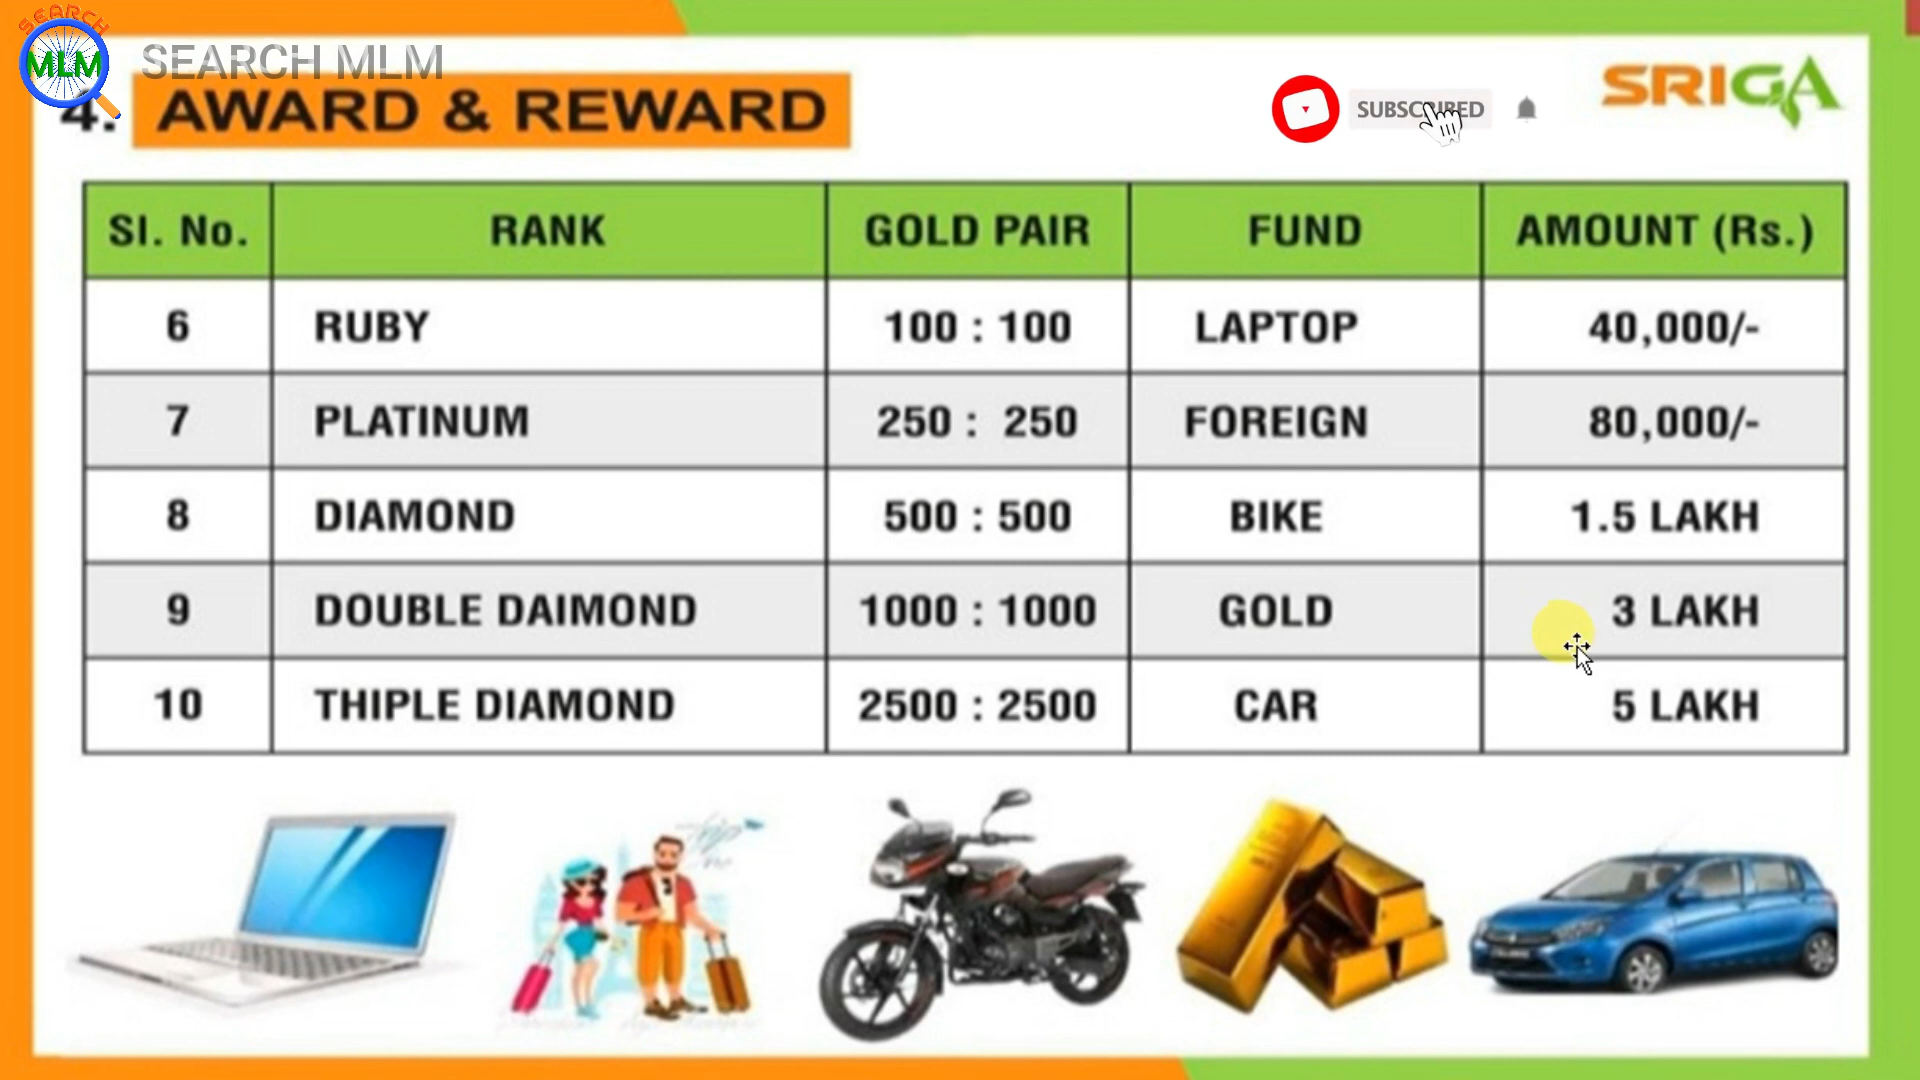 SEARCH
MLM
SEARCH MLM
4. AWARD & REWARD
SUBSCRIBED
SRIGA
SI. No. RANK GOLD PAIR FUND AMOUNT (Rs.)
6 RUBY 100 : 100 LAPTOP 40,000/-
7 PLATINUM 250 : 250 FOREIGN 80,000/-
8 DIAMOND 500 : 500 BIKE 1.5 LAKH
9 DOUBLE DAIMOND 1000 : 1000 GOLD 3 LAKH
10 THIPLE DIAMOND 2500 : 2500 CAR 5 LAKH